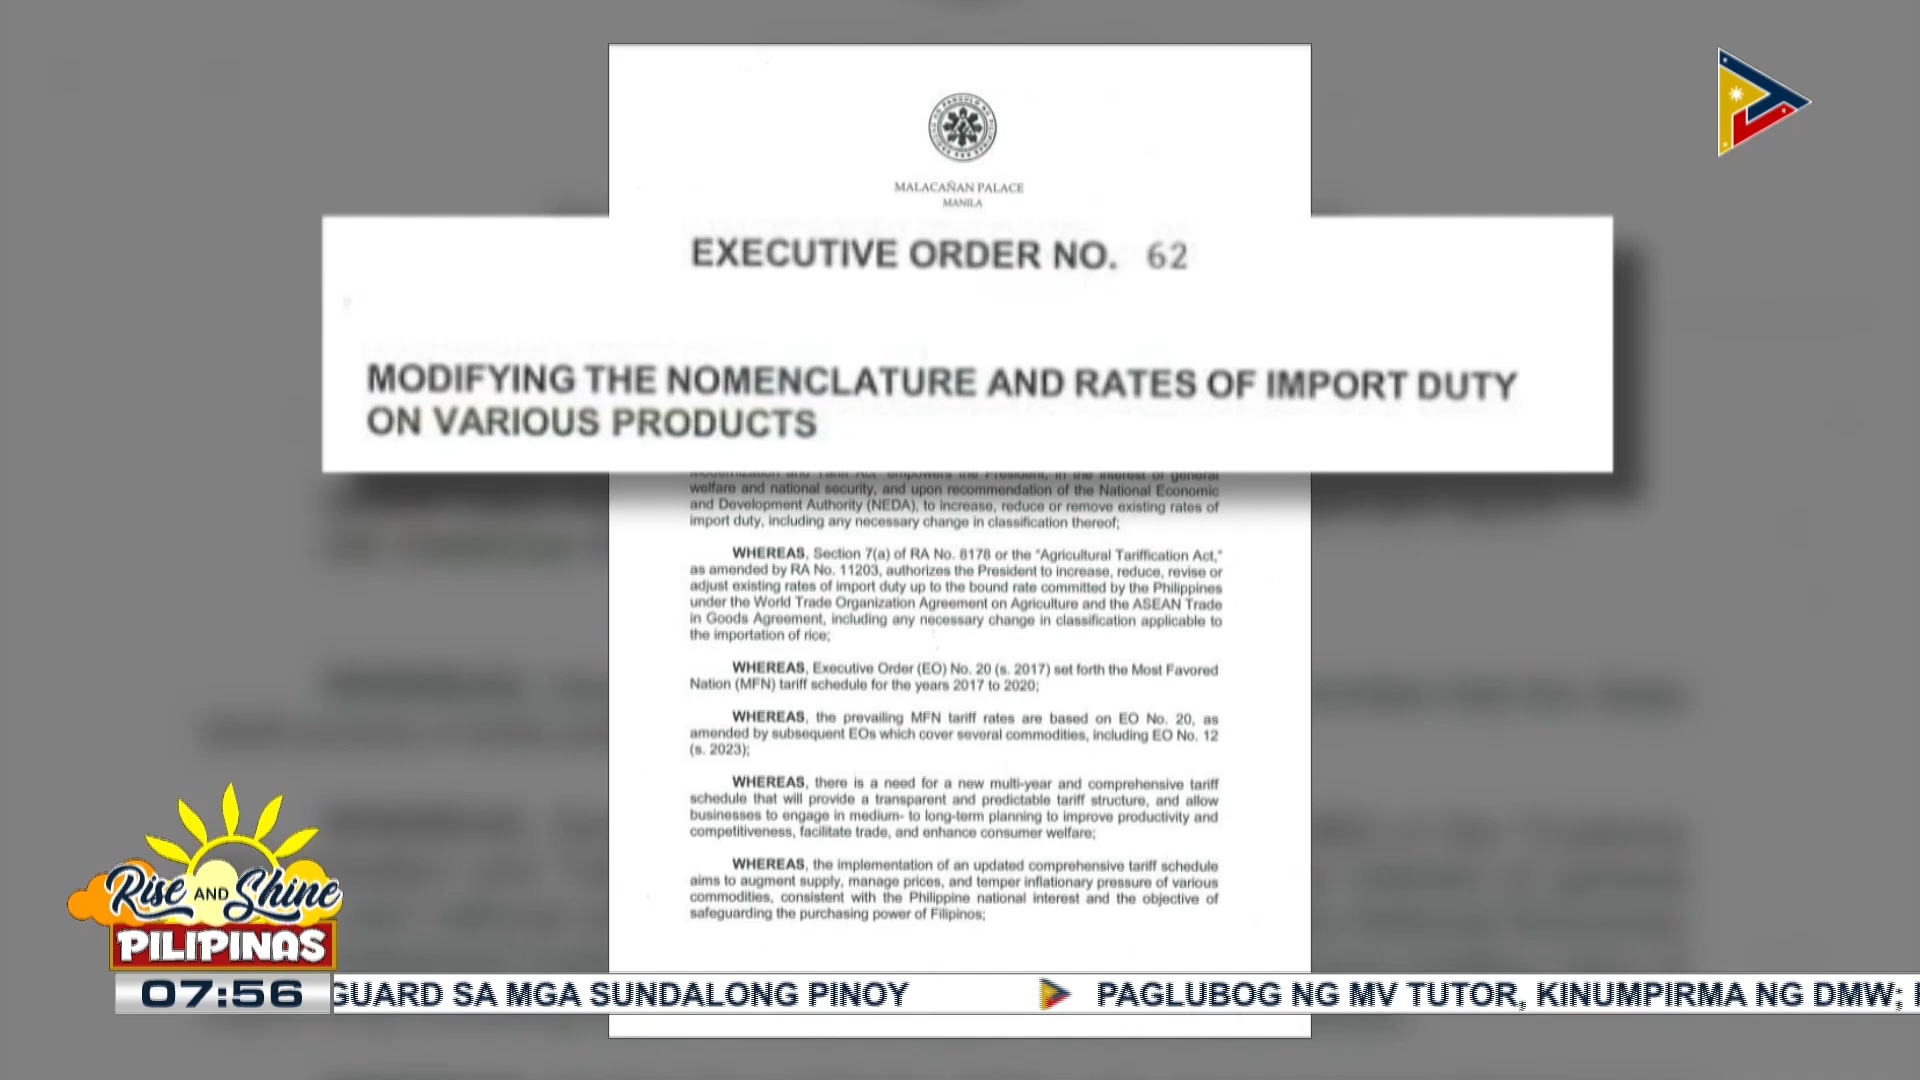 MALACAÑAN PALACE
MANILA
EXECUTIVE ORDER NO. 62
MODIFYING THE NOMENCLATURE AND RATES OF IMPORT DUTY
ON VARIOUS PRODUCTS
Modernization and Tariff Act" empowers the President, in the interest of general
welfare and national security, and upon recommendation of the National Economic
and Development Authority (NEDA), to increase, reduce or remove existing rates of
import duty, including any necessary change in classification thereof;
WHEREAS, Section 7(a) of RA No. 8178 or the "Agricultural Tariffication Act,"
as amended by RA No. 11203, authorizes the President to increase, reduce, revise or
adjust existing rates of import duty up to the bound rate committed by the Philippines
under the World Trade Organization Agreement on Agriculture and the ASEAN Trade
in Goods Agreement, including any necessary change in classification applicable to
the importation of rice;
WHEREAS, Executive Order (EO) No. 20 (s. 2017) set forth the Most Favored
Nation (MFN) tariff schedule for the years 2017 to 2020;
WHEREAS, the prevailing MFN tariff rates are based on EO No. 20, as
amended by subsequent EOs which cover several commodities, including EO No. 12
(s. 2023);
WHEREAS, there is a need for a new multi-year and comprehensive tariff
schedule that will provide a transparent and predictable tariff structure, and allow
businesses to engage in medium- to long-term planning to improve productivity and
competitiveness, facilitate trade, and enhance consumer welfare;
WHEREAS, the implementation of an updated comprehensive tariff schedule
aims to augment supply, manage prices, and temper inflationary pressure of various
commodities, consistent with the Philippine national interest and the objective of
safeguarding the purchasing power of Filipinos;
Rise AND Shine
PILIPINAS
07:56
GUARD SA MGA SUNDALONG PINOY
PAGLUBOG NG MV TUTOR, KINUMPIRMA NG DMW;